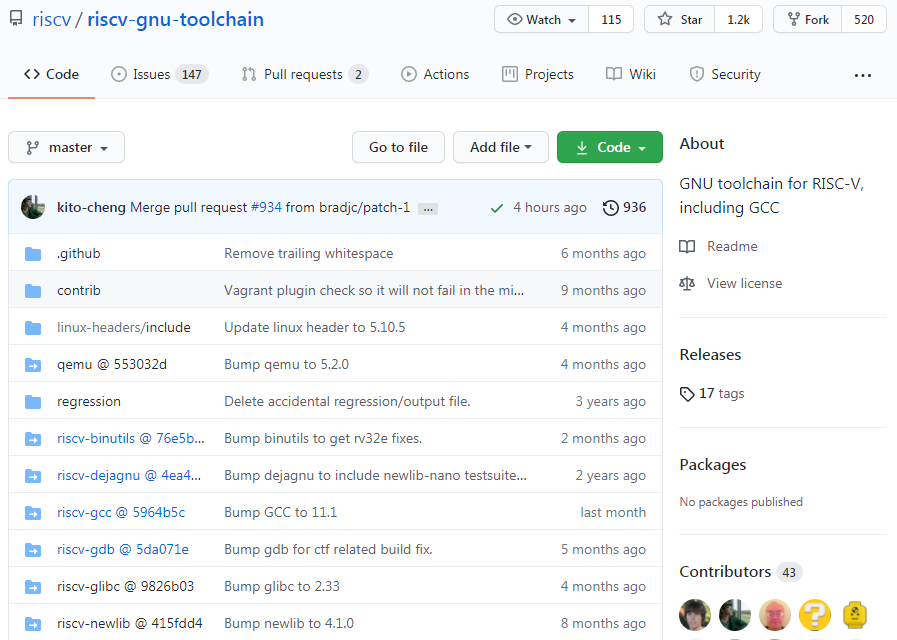 riscv / riscv-gnu-toolchain
Watch 115 Star 1.2k Fork 520
Code Issues 147 Pull requests 2 Actions Projects Wiki Security ...
master Go to file Add file Code
kito-cheng Merge pull request #934 from bradjc/patch-1 ... 4 hours ago 936
.github Remove trailing whitespace 6 months ago
contrib Vagrant plugin check so it will not fail in the mi... 9 months ago
linux-headers/include Update linux header to 5.10.5 4 months ago
qemu @ 553032d Bump qemu to 5.2.0 4 months ago
regression Delete accidental regression/output file. 3 years ago
riscv-binutils @ 76e5b... Bump binutils to get rv32e fixes. 2 months ago
riscv-dejagnu @ 4ea4... Bump dejagnu to include newlib-nano testsuite... 2 years ago
riscv-gcc @ 5964b5c Bump GCC to 11.1 last month
riscv-gdb @ 5da071e Bump gdb for ctf related build fix. 5 months ago
riscv-glibc @ 9826b03 Bump glibc to 2.33 4 months ago
riscv-newlib @ 415fdd4 Bump newlib to 4.1.0 8 months ago
About
GNU toolchain for RISC-V,
including GCC
Readme
View license
Releases
17 tags
Packages
No packages published
Contributors 43